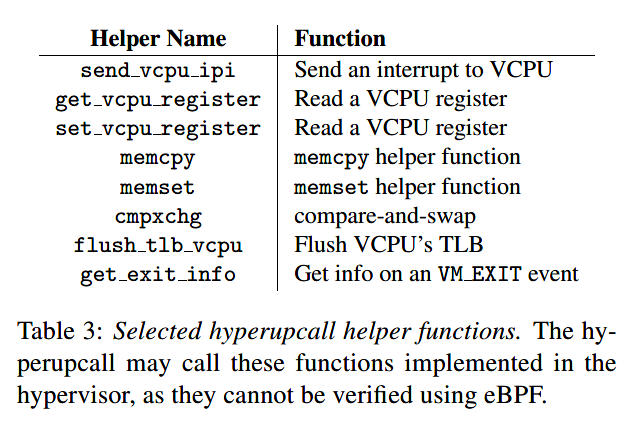 Helper Name Function
send_vcpu_ipi Send an interrupt to VCPU
get_vcpu_register Read a VCPU register
set_vcpu_register Read a VCPU register
memcpy memcpy helper function
memset memset helper function
cmpxchg compare-and-swap
flush_tlb_vcpu Flush VCPU's TLB
get_exit_info Get info on an VM_EXIT event
Table 3: Selected hyperupcall helper functions. The hy-
perupcall may call these functions implemented in the
hypervisor, as they cannot be verified using eBPF.